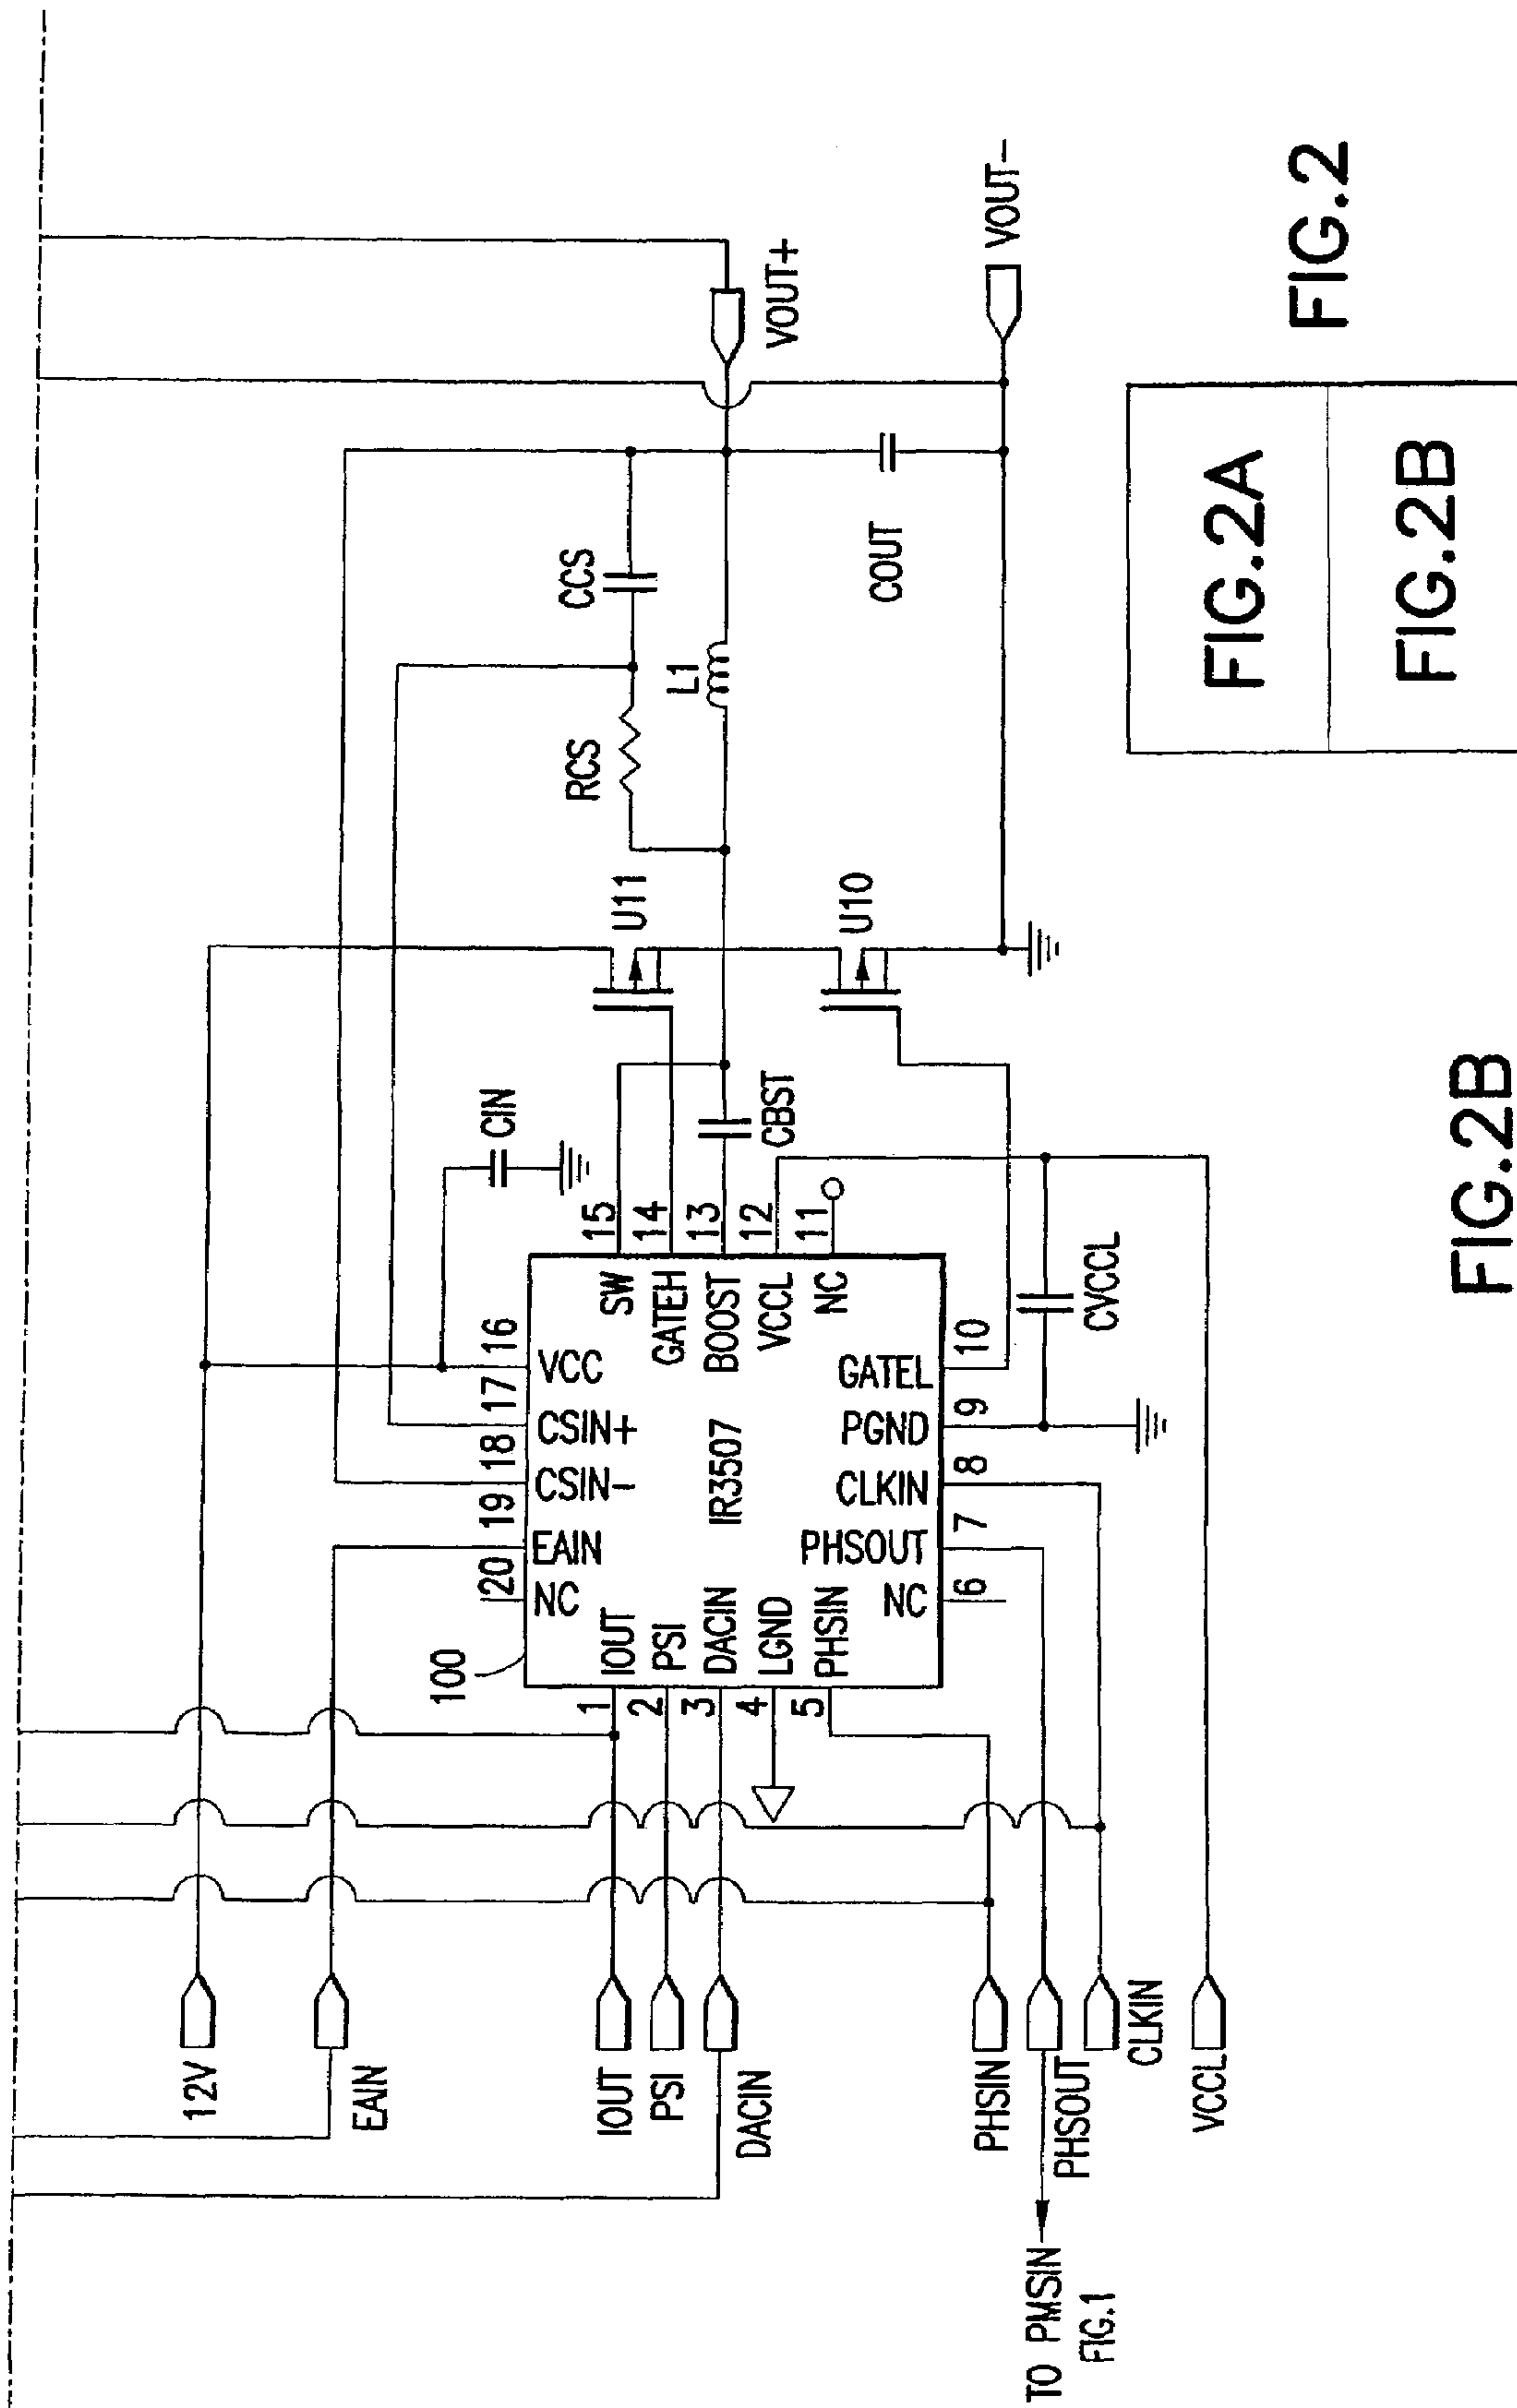 12V
EAIN
IOUT
PSI
DACIN
PHSIN
PHSOUT
CLKIN
VCCL
TO PMSIN
FIG.1
100
20
19
18
17
16
NC
EAIN
CSIN-
CSIN+
VCC
1
2
3
4
5
IOUT
PSI
DACIN
LGND
PHSIN
IR3507
SW
GATEH
BOOST
VCCL
NC
15
14
13
12
11
NC
PHSOUT
CLKIN
PGND
GATEL
6
7
8
9
10
CIN
CBST
CVCCL
U11
U10
RCS
CCS
L1
COUT
VOUT+
VOUT-
FIG.2B
FIG.2A
FIG.2B
FIG.2